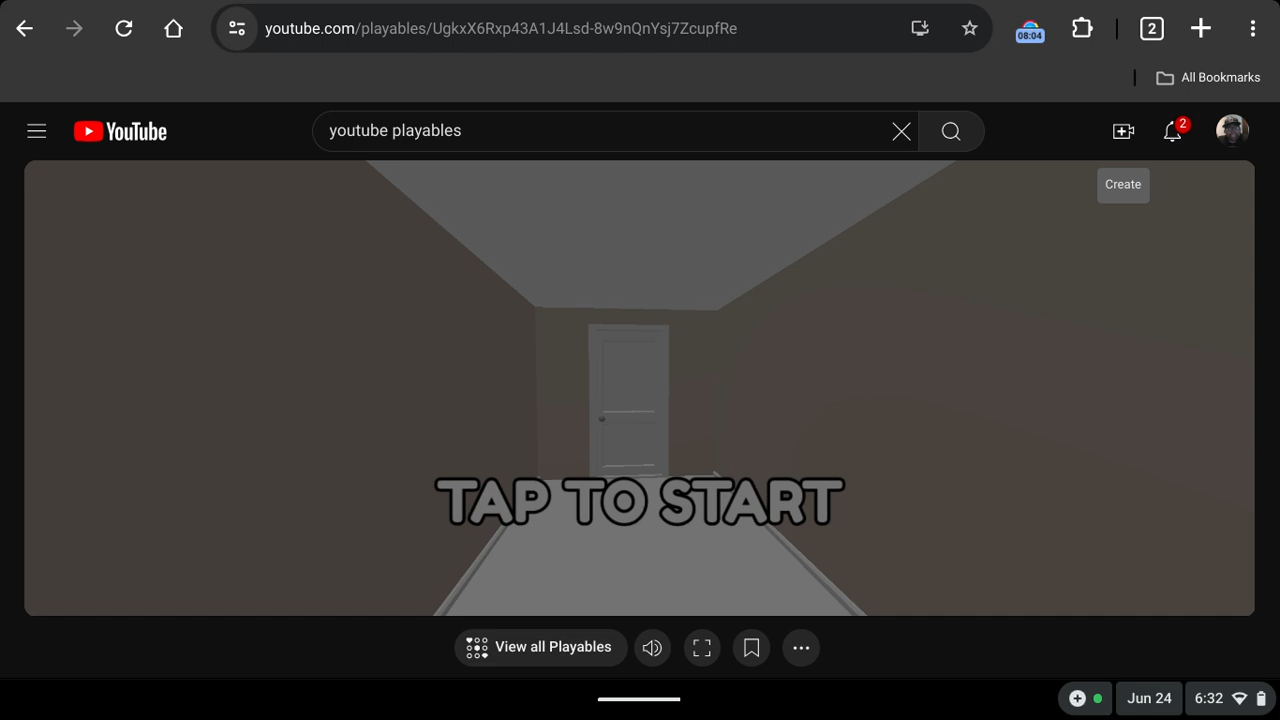 youtube.com/playables/UgkxX6Rxp43A1J4Lsd-8w9nQnYsj7ZcupfRe
08:04
2
All Bookmarks
YouTube
youtube playables
2
Create
TAP TO START
View all Playables
Jun 24
6:32